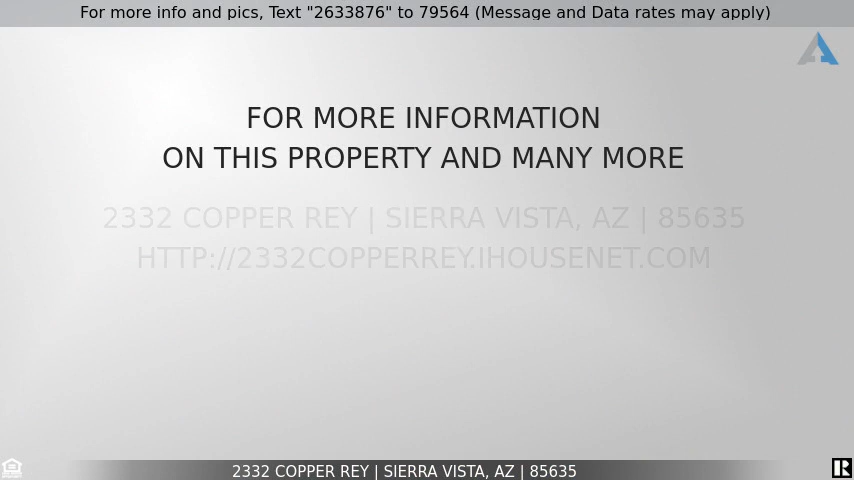 For more info and pics, Text "2633876" to 79564 (Message and Data rates may apply)
FOR MORE INFORMATION
ON THIS PROPERTY AND MANY MORE
2332 COPPER REY | SIERRA VISTA, AZ | 85635
HTTP://2332COPPERREY.IHOUSENET.COM
2332 COPPER REY | SIERRA VISTA, AZ | 85635